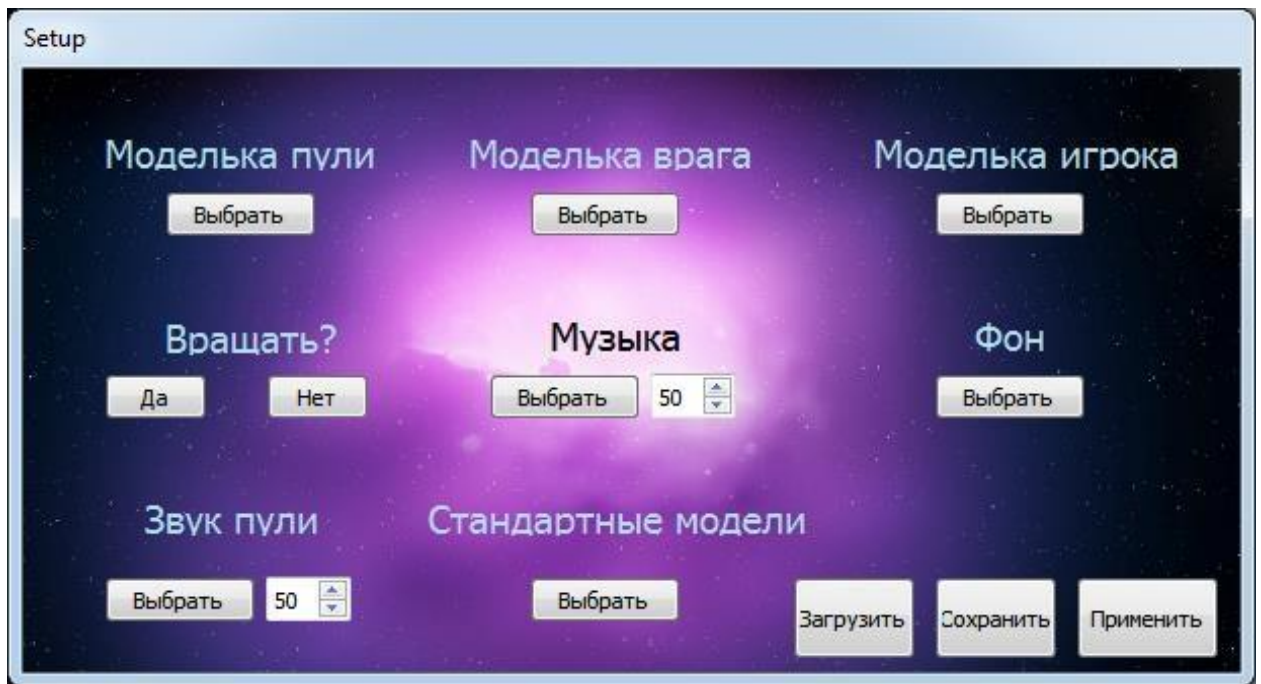 Setup
Моделька пули Моделька врага Моделька игрока
Выбрать Выбрать Выбрать
Вращать? Музыка Фон
Да Нет Выбрать 50 Выбрать
Звук пули Стандартные модели
Выбрать 50 Выбрать Загрузить Сохранить Применить